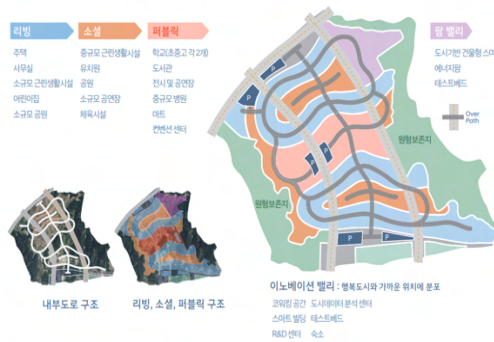 리빙
주택
사무실
소규모 근린생활시설
어린이집
소규모 공원
소셜
중규모 근린생활시설
유치원
공원
소규모 공연장
체육시설
퍼블릭
학교(초중고 각 2개)
도서관
전시 및 공연장
중규모 병원
마트
컨벤션 센터
팜 밸리
도시기반 건물형 스마
에너지팜
테스트베드
Over
Path
P
P
P
P
P
P
원형보존지
원형보존지
내부도로 구조
리빙, 소셜, 퍼블릭 구조
이노베이션 밸리 : 행복도시와 가까운 위치에 분포
코워킹 공간 도시데이터 분석 센터
스마트 빌딩 테스트베드
R&D 센터 숙소